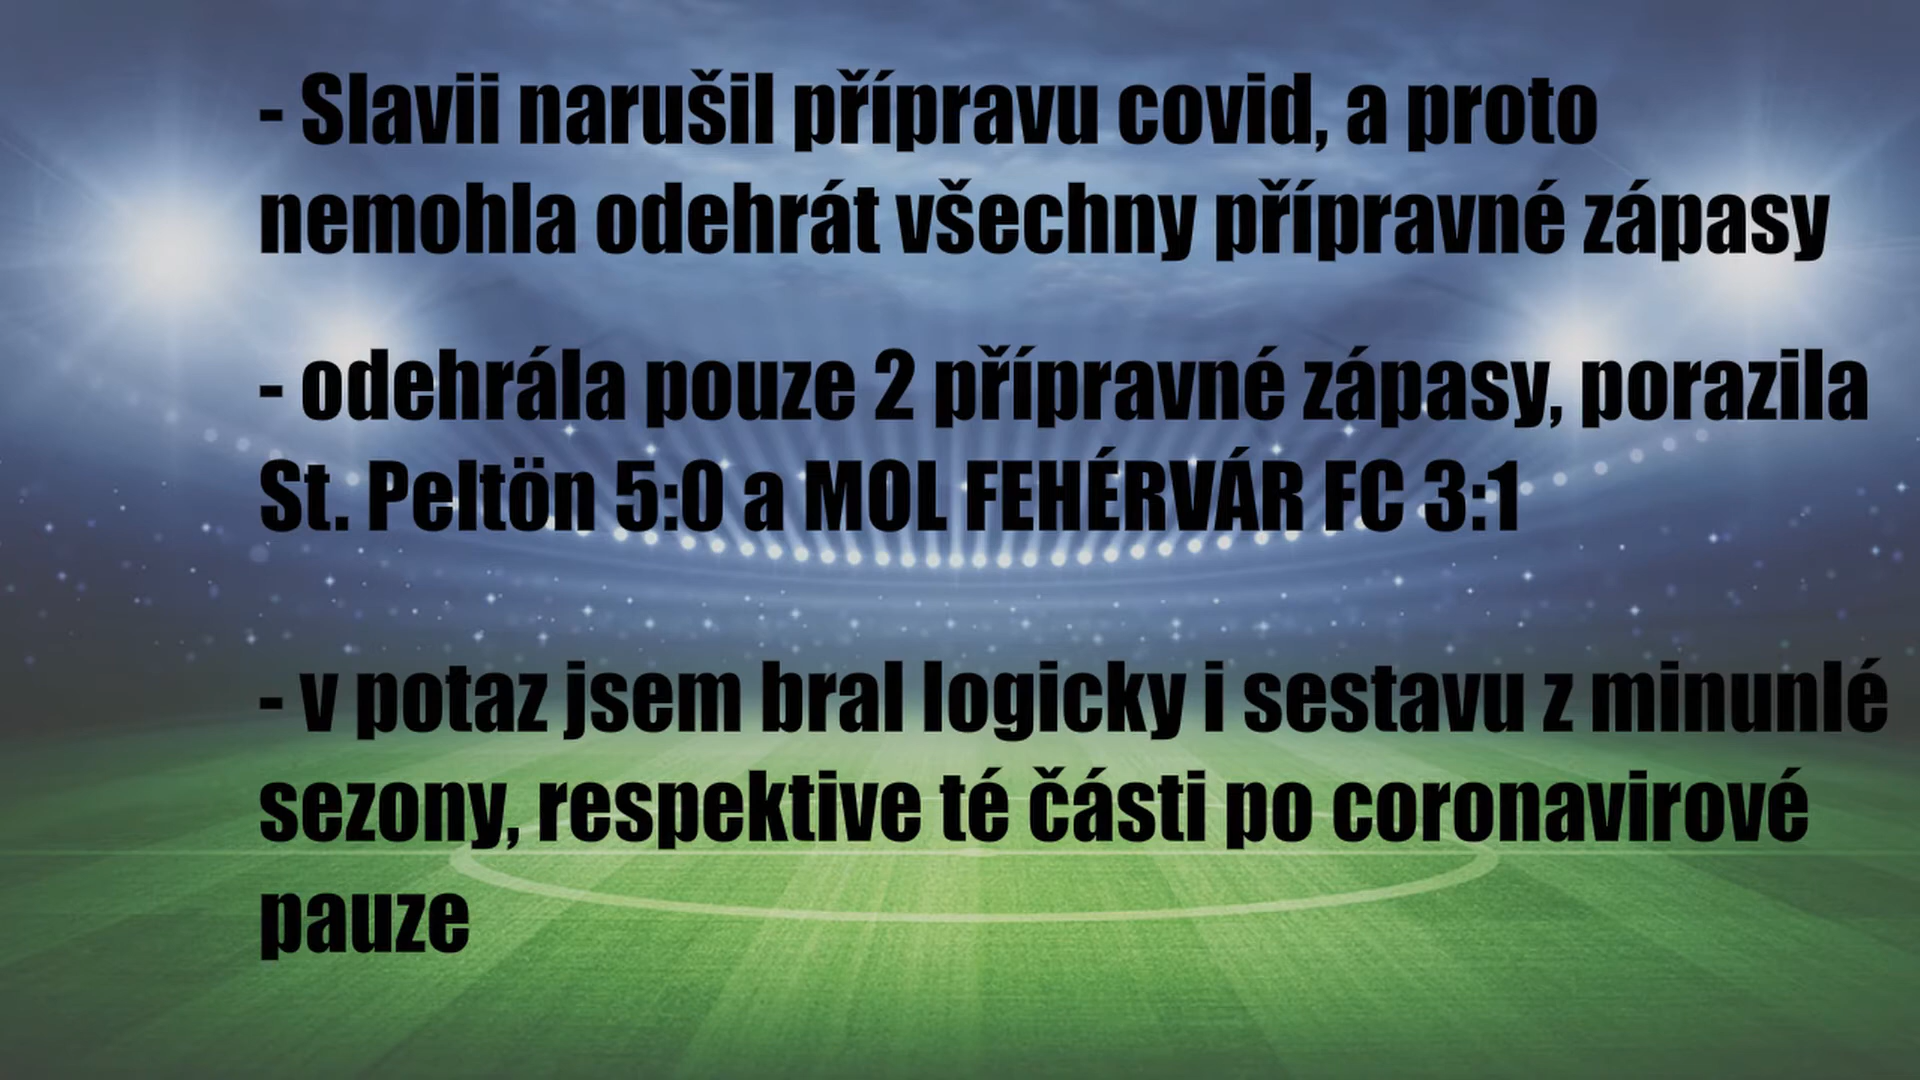 - Slavii narušil přípravu covid, a proto
nemohla odehrát všechny přípravné zápasy
- odehrála pouze 2 přípravné zápasy, porazila
St. Peltön 5:0 a MOL FEHÉRVÁR FC 3:1
- v potaz jsem bral logicky i sestavu z minunlé
sezony, respektive té části po coronavirové
pauze